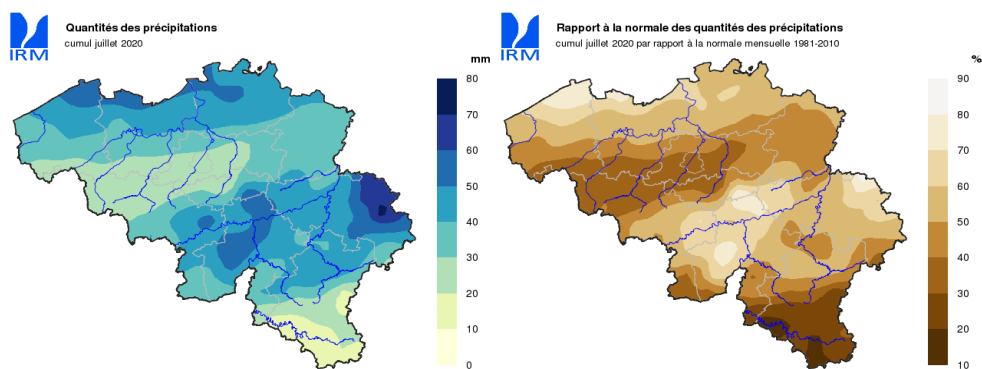 IRM
Quantités des précipitations
cumul juillet 2020
mm
80
70
60
50
40
30
20
10
0
IRM
Rapport à la normale des quantités des précipitations
cumul juillet 2020 par rapport à la normale mensuelle 1981-2010
%
90
80
70
60
50
40
30
20
10